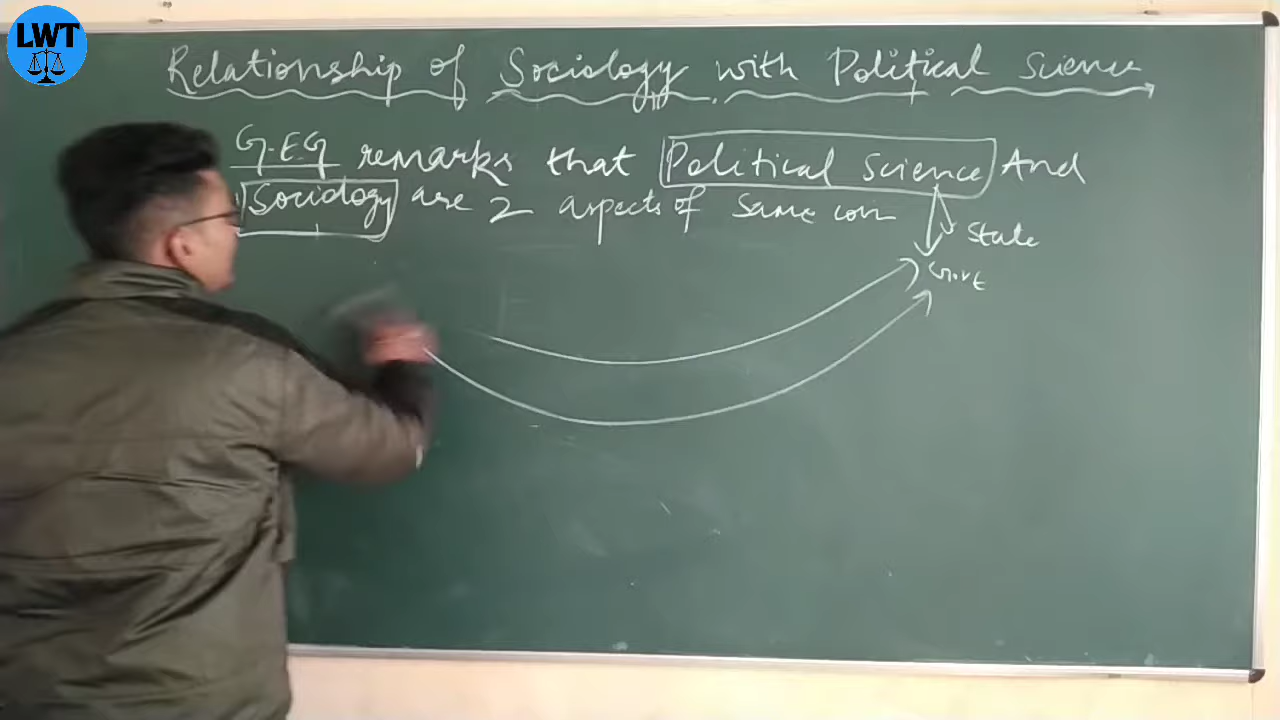 LWT
Relationship of Sociology with Political Science
G.E.G remarks that Political Science And
Sociology are 2 aspects of same coin
State
Govt